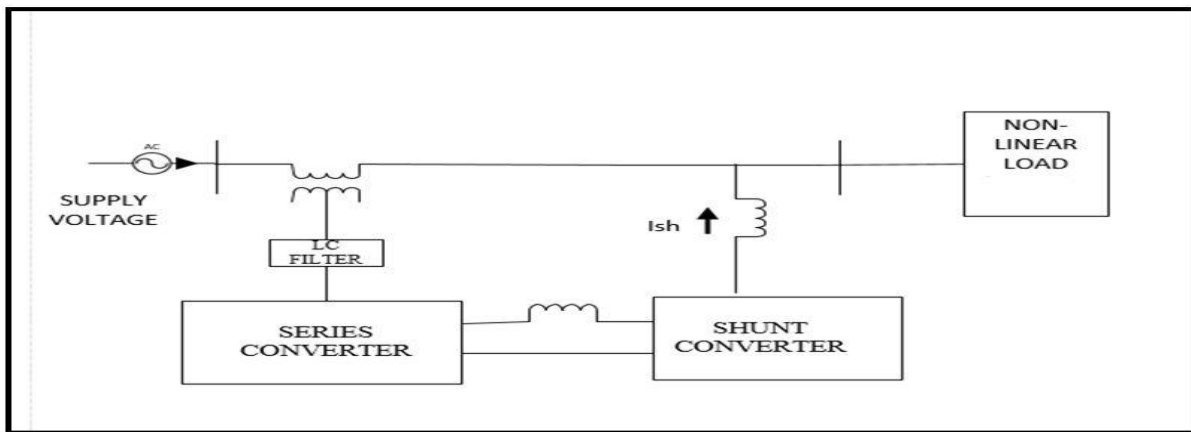 AC
SUPPLY
VOLTAGE
LC
FILTER
SERIES
CONVERTER
Ish
SHUNT
CONVERTER
NON-
LINEAR
LOAD